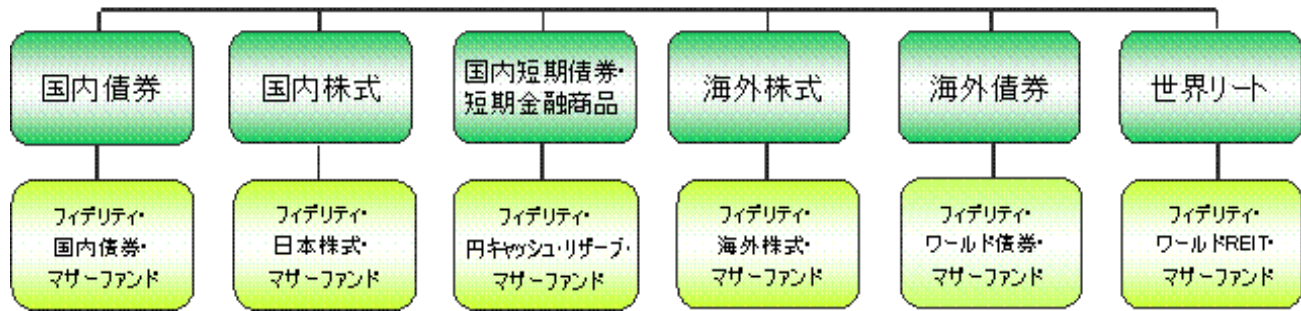 国内債券
国内株式
国内短期債券・
短期金融商品
海外株式
海外債券
世界リート
フィデリティ・
国内債券・
マザーファンド
フィデリティ・
日本株式・
マザーファンド
フィデリティ・
円キャッシュ・リザーブ・
マザーファンド
フィデリティ・
海外株式・
マザーファンド
フィデリティ・
ワールド債券・
マザーファンド
フィデリティ・
ワールドREIT・
マザーファンド